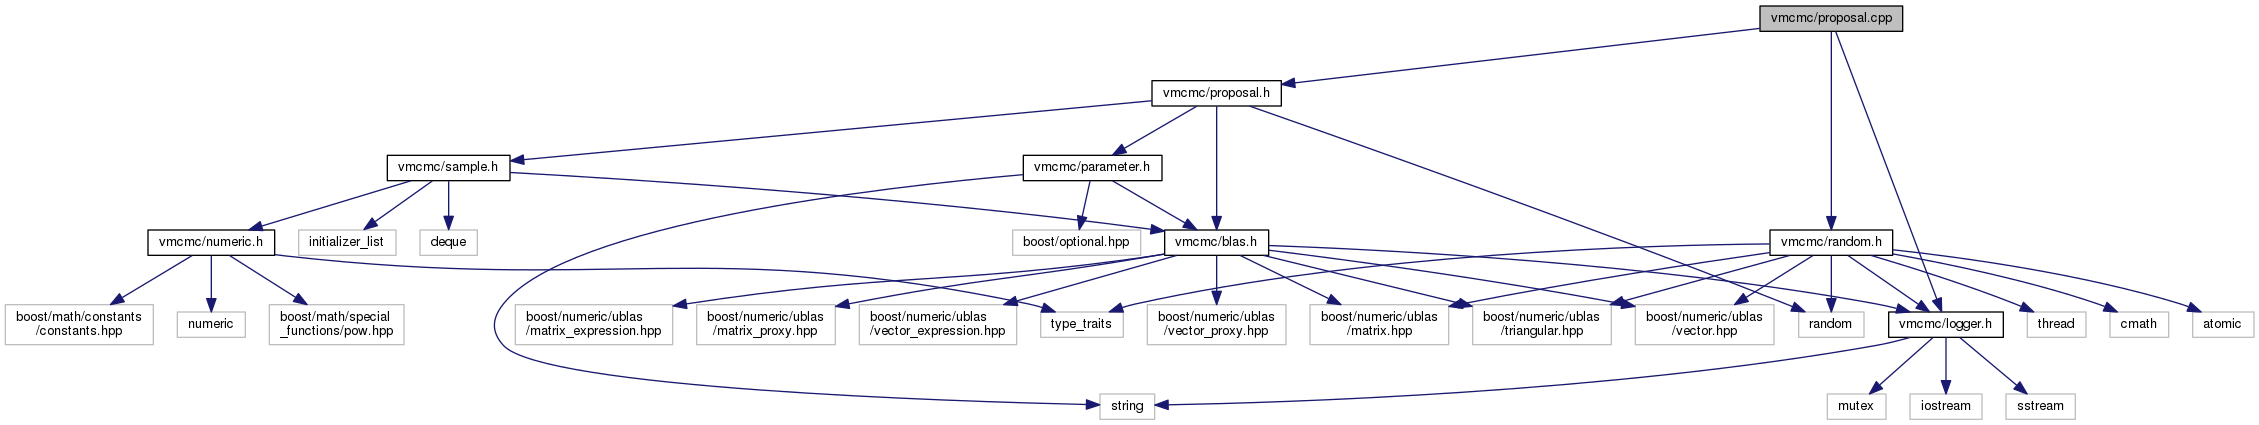 vmcmc/proposal.cpp
vmcmc/proposal.h
vmcmc/sample.h
vmcmc/parameter.h
vmcmc/numeric.h
initializer_list
deque
boost/optional.hpp
vmcmc/blas.h
vmcmc/random.h
boost/math/constants
/constants.hpp
numeric
boost/math/special
_functions/pow.hpp
boost/numeric/ublas
/matrix_expression.hpp
boost/numeric/ublas
/matrix_proxy.hpp
boost/numeric/ublas
/vector_expression.hpp
type_traits
boost/numeric/ublas
/vector_proxy.hpp
boost/numeric/ublas
/matrix.hpp
boost/numeric/ublas
/triangular.hpp
boost/numeric/ublas
/vector.hpp
random
vmcmc/logger.h
thread
cmath
atomic
string
mutex
iostream
sstream